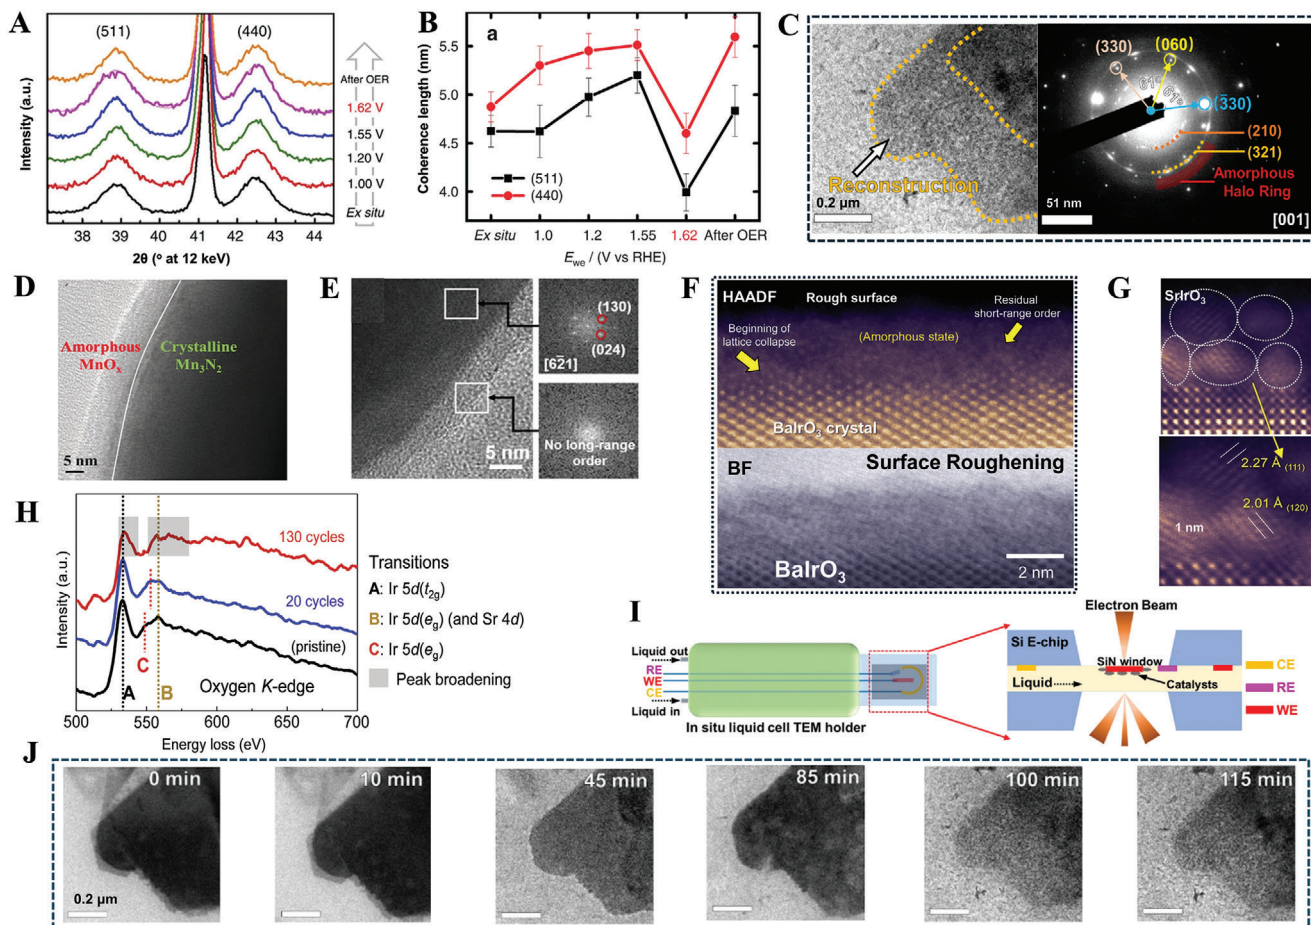 A
(511)
(440)
After OER
1.62 V
1.55 V
1.20 V
1.00 V
Ex situ
Intensity (a.u.)
38 39 40 41 42 43 44
2θ (° at 12 keV)
B
a
5.5
5.0
4.5
4.0
Coherence length (nm)
(511)
(440)
Ex situ 1.0 1.2 1.55 1.62 After OER
E_we / (V vs RHE)
C
Reconstruction
0.2 μm
(330)
(060)
61°
61°
(3̄30)
(210)
(321)
Amorphous
Halo Ring
51 nm
[001]
D
Amorphous
MnOₓ
Crystalline
Mn₃N₂
5 nm
E
(130)
(024)
[62̄1]
No long-range
order
5 nm
F
HAADF
Rough surface
Residual
short-range order
Beginning of
lattice collapse
(Amorphous state)
BaIrO₃ crystal
BF
Surface Roughening
BaIrO₃
2 nm
G
SrIrO₃
2.27 Å (111)
2.01 Å (120)
1 nm
H
130 cycles
20 cycles
(pristine)
C
A
B
Oxygen K-edge
Intensity (a.u.)
500 550 600 650 700
Energy loss (eV)
Transitions
A: Ir 5d(t₂g)
B: Ir 5d(e_g) (and Sr 4d)
C: Ir 5d(e_g)
Peak broadening
I
Liquid out
RE
WE
CE
Liquid in
In situ liquid cell TEM holder
Electron Beam
Si E-chip
SiN window
Liquid
Catalysts
CE
RE
WE
J
0 min
10 min
45 min
85 min
100 min
115 min
0.2 μm